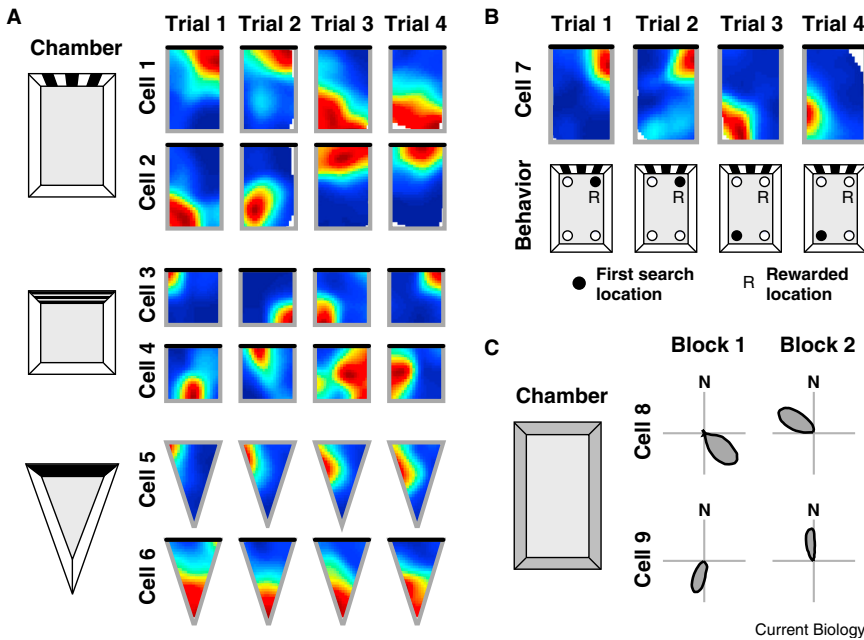 A
Chamber
Trial 1 Trial 2 Trial 3 Trial 4
Cell 1
Cell 2
Cell 3
Cell 4
Cell 5
Cell 6
B
Trial 1 Trial 2 Trial 3 Trial 4
Cell 7
Behavior
R R R R
First search location
R Rewarded location
C
Chamber
Block 1 Block 2
Cell 8
N N
Cell 9
N N
Current Biology